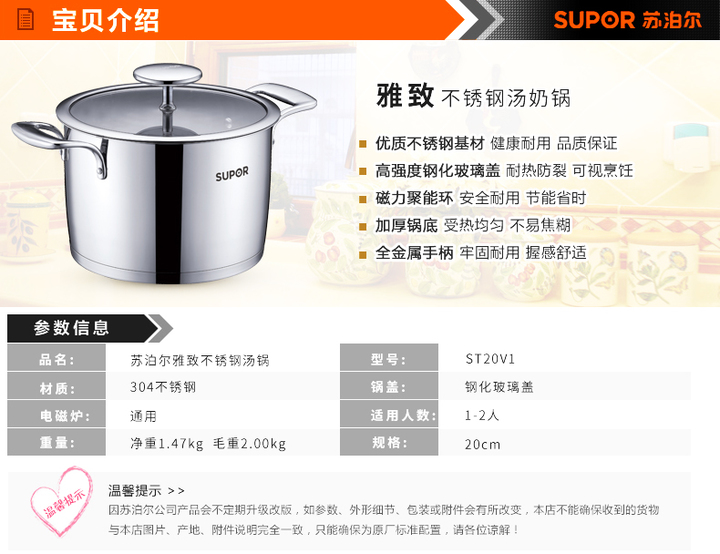 宝贝介绍
SUPOR 苏泊尔
雅致 不锈钢汤奶锅
优质不锈钢基材 健康耐用 品质保证
高强度钢化玻璃盖 耐热防裂 可视烹饪
磁力聚能环 安全耐用 节能省时
加厚锅底 受热均匀 不易焦糊
全金属手柄 牢固耐用 握感舒适
SUPOR
参数信息
品名: 苏泊尔雅致不锈钢汤锅 型号: ST20V1
材质: 304不锈钢 锅盖: 钢化玻璃盖
电磁炉: 通用 适用人数: 1-2人
重量: 净重1.47kg 毛重2.00kg 规格: 20cm
温馨提示
温馨提示 >>
因苏泊尔公司产品会不定期升级改版，如参数、外形细节、包装或附件会有所改变，本店不能确保收到的货物
与本店图片、产地、附件说明完全一致，只能确保为原厂标准配置，请各位谅解！